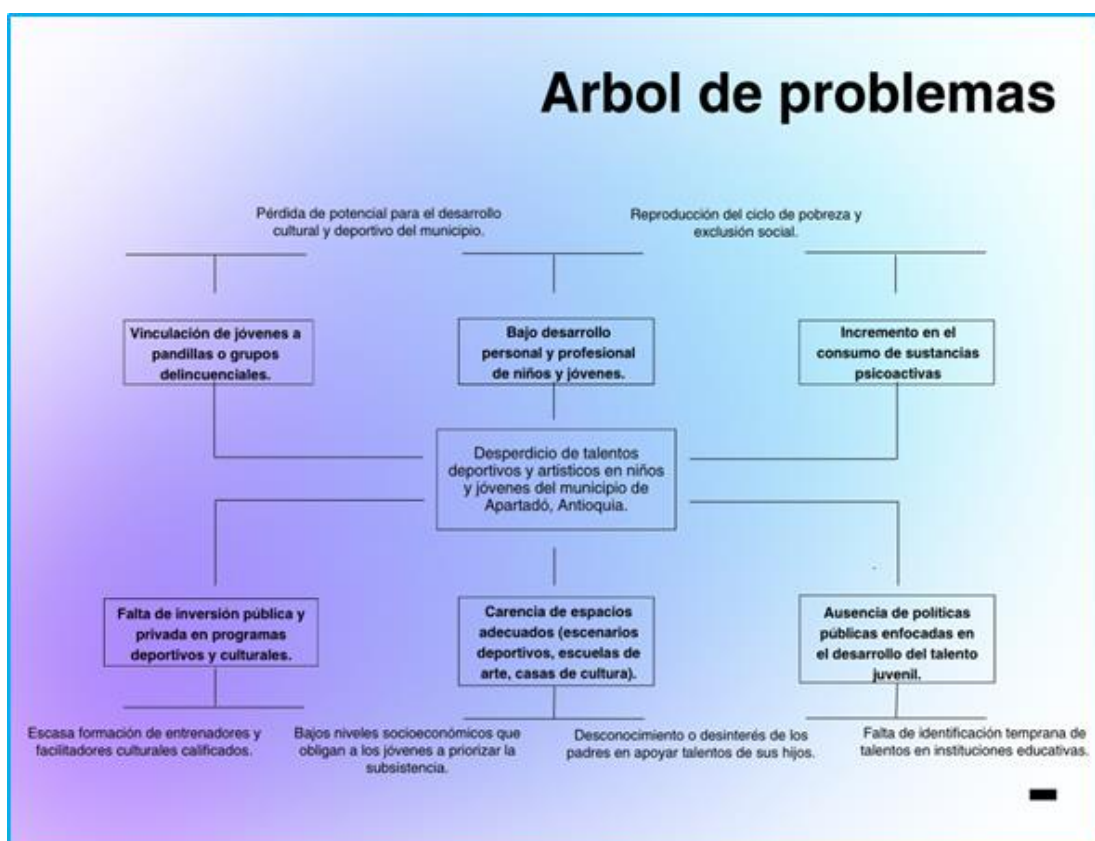 Arbol de problemas
Pérdida de potencial para el desarrollo
cultural y deportivo del municipio.
Reproducción del ciclo de pobreza y
exclusión social.
Vinculación de jóvenes a
pandillas o grupos
delincuenciales.
Bajo desarrollo
personal y profesional
de niños y jóvenes.
Incremento en el
consumo de sustancias
psicoactivas
Desperdicio de talentos
deportivos y artísticos en niños
y jóvenes del municipio de
Apartadó, Antioquia.
Falta de inversión pública y
privada en programas
deportivos y culturales.
Carencia de espacios
adecuados (escenarios
deportivos, escuelas de
arte, casas de cultura).
Ausencia de políticas
públicas enfocadas en
el desarrollo del talento
juvenil.
Escasa formación de entrenadores y
facilitadores culturales calificados.
Bajos niveles socioeconómicos que
obligan a los jóvenes a priorizar la
subsistencia.
Desconocimiento o desinterés de los
padres en apoyar talentos de sus hijos.
Falta de identificación temprana de
talentos en instituciones educativas.